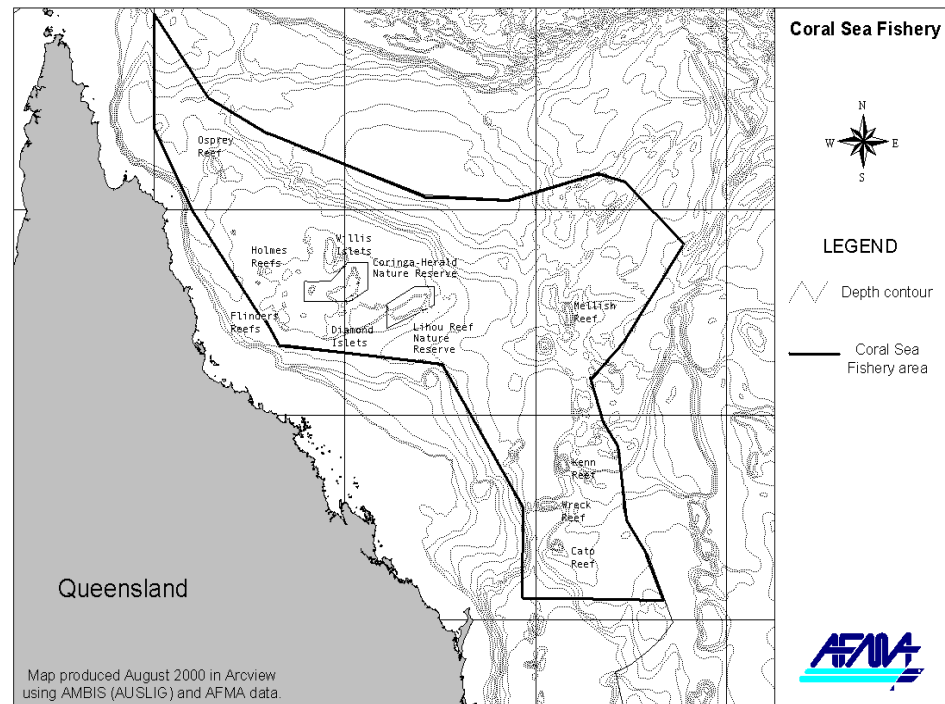 Coral Sea Fishery
N
W
E
S
LEGEND
Depth contour
Coral Sea
Fishery area
Osprey
Reef
Willis
Islets
Holmes
Reefs
Coringa-Herald
Nature Reserve
Flinders
Reefs
Diamond
Islets
Lihou Reef
Nature
Reserve
Mellish
Reef
Kenn
Reef
Wreck
Reef
Cato
Reef
Queensland
Map produced August 2000 in Arcview
using AMBIS (AUSLIG) and AFMA data.
AFMA